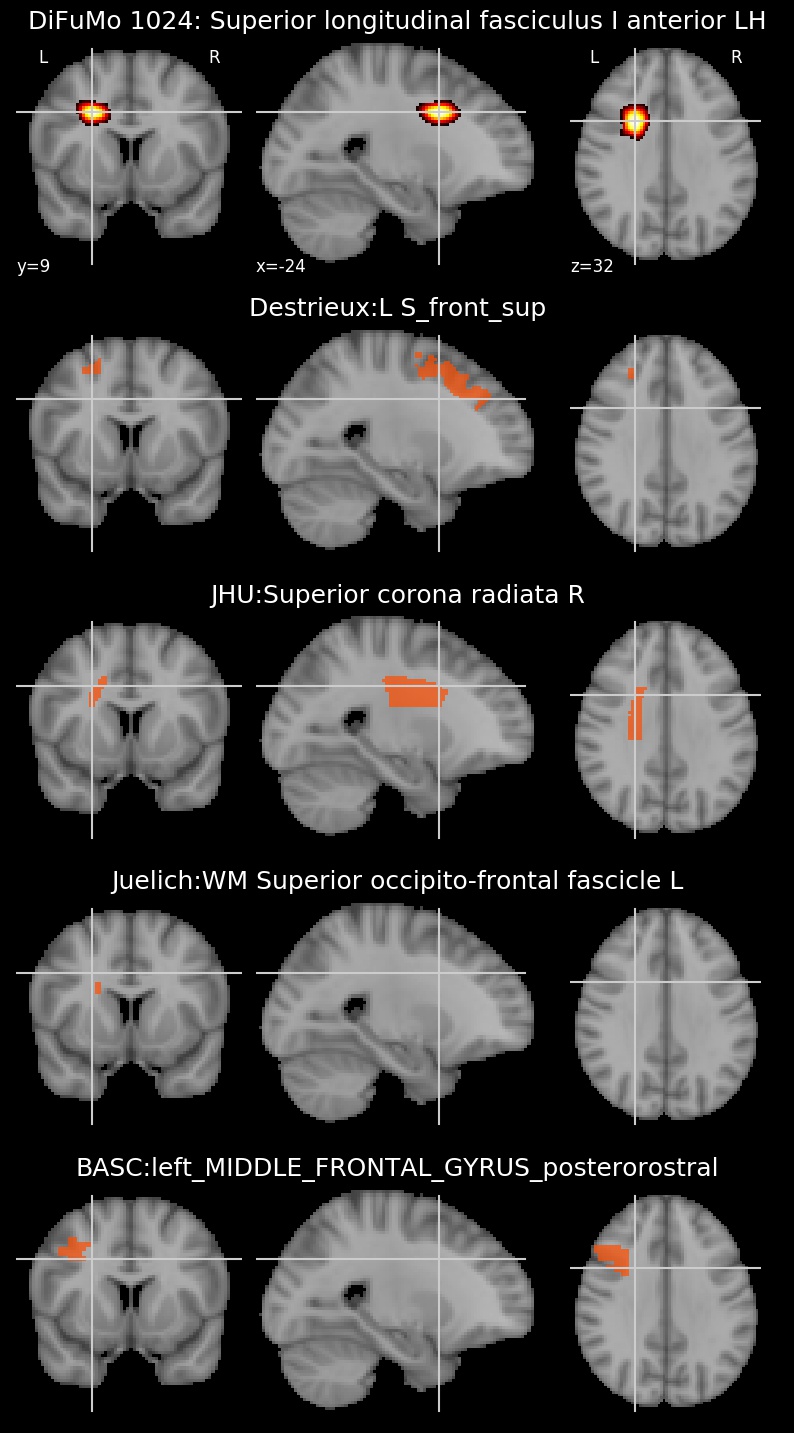 DiFuMo 1024: Superior longitudinal fasciculus I anterior LH
L R L R
y=9 x=-24 z=32
Destrieux:L S_front_sup
JHU:Superior corona radiata R
Juelich:WM Superior occipito-frontal fascicle L
BASC:left_MIDDLE_FRONTAL_GYRUS_posterorostral